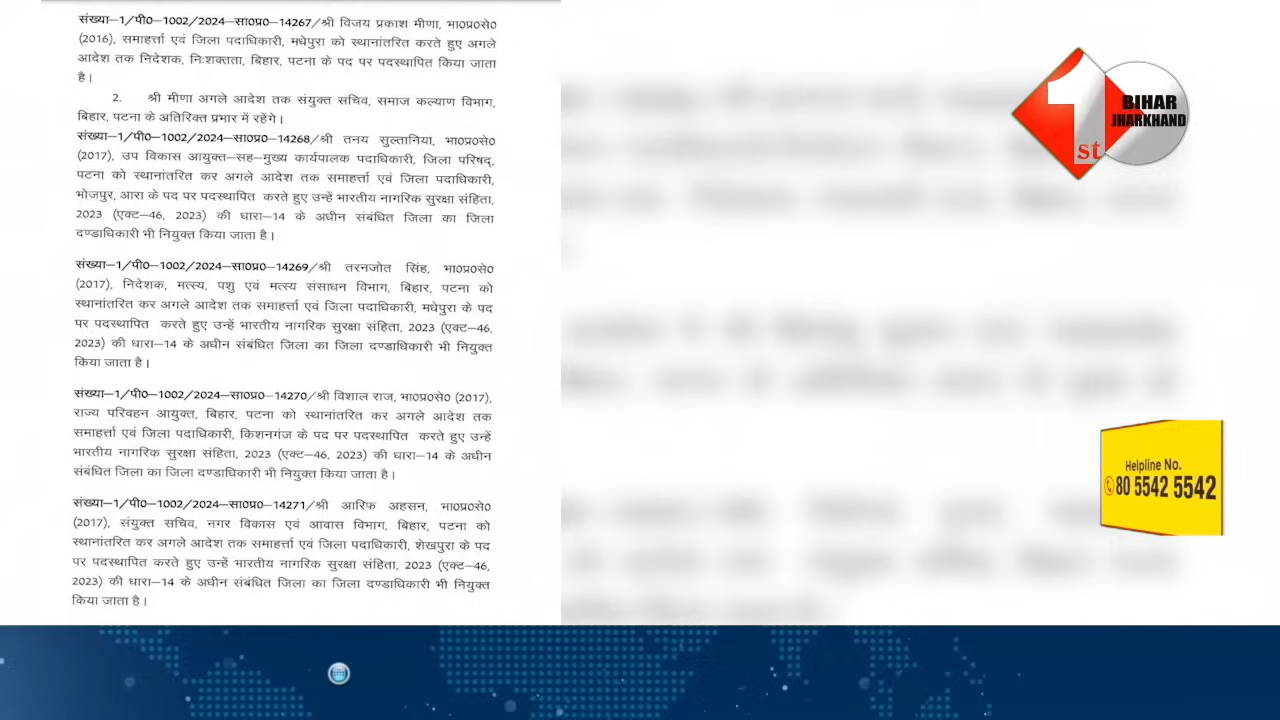 संख्या–1/पी0–1002/2024–सा0प्र0–14267/श्री विजय प्रकाश मीणा, भा0प्र0से0
(2016), समाहर्त्ता एवं जिला पदाधिकारी, मधेपुरा को स्थानांतरित करते हुए अगले
आदेश तक निदेशक, निःशक्तता, बिहार, पटना के पद पर पदस्थापित किया जाता
है।
2. श्री मीणा अगले आदेश तक संयुक्त सचिव, समाज कल्याण विभाग,
बिहार, पटना के अतिरिक्त प्रभार में रहेंगे।
संख्या–1/पी0–1002/2024–सा0प्र0–14268/श्री तनय सुल्तानिया, भा0प्र0से0
(2017), उप विकास आयुक्त–सह–मुख्य कार्यपालक पदाधिकारी, जिला परिषद्,
पटना को स्थानांतरित कर अगले आदेश तक समाहर्त्ता एवं जिला पदाधिकारी,
भोजपुर, आरा के पद पर पदस्थापित करते हुए उन्हें भारतीय नागरिक सुरक्षा संहिता,
2023 (एक्ट–46, 2023) की धारा–14 के अधीन संबंधित जिला का जिला
दण्डाधिकारी भी नियुक्त किया जाता है।
संख्या–1/पी0–1002/2024–सा0प्र0–14269/श्री तरनजोत सिंह, भा0प्र0से0
(2017), निदेशक, मत्स्य, पशु एवं मत्स्य संसाधन विभाग, बिहार, पटना को
स्थानांतरित कर अगले आदेश तक समाहर्त्ता एवं जिला पदाधिकारी, मधेपुरा के पद
पर पदस्थापित करते हुए उन्हें भारतीय नागरिक सुरक्षा संहिता, 2023 (एक्ट–46,
2023) की धारा–14 के अधीन संबंधित जिला का जिला दण्डाधिकारी भी नियुक्त
किया जाता है।
संख्या–1/पी0–1002/2024–सा0प्र0–14270/श्री विशाल राज, भा0प्र0से0 (2017),
राज्य परिवहन आयुक्त, बिहार, पटना को स्थानांतरित कर अगले आदेश तक
समाहर्त्ता एवं जिला पदाधिकारी, किशनगंज के पद पर पदस्थापित करते हुए उन्हें
भारतीय नागरिक सुरक्षा संहिता, 2023 (एक्ट–46, 2023) की धारा–14 के अधीन
संबंधित जिला का जिला दण्डाधिकारी भी नियुक्त किया जाता है।
संख्या–1/पी0–1002/2024–सा0प्र0–14271/श्री आरिफ अहसन, भा0प्र0से0
(2017), संयुक्त सचिव, नगर विकास एवं आवास विभाग, बिहार, पटना को
स्थानांतरित कर अगले आदेश तक समाहर्त्ता एवं जिला पदाधिकारी, शेखपुरा के पद
पर पदस्थापित करते हुए उन्हें भारतीय नागरिक सुरक्षा संहिता, 2023 (एक्ट–46,
2023) की धारा–14 के अधीन संबंधित जिला का जिला दण्डाधिकारी भी नियुक्त
किया जाता है।
1st
BIHAR
JHARKHAND
Helpline No.
80 5542 5542